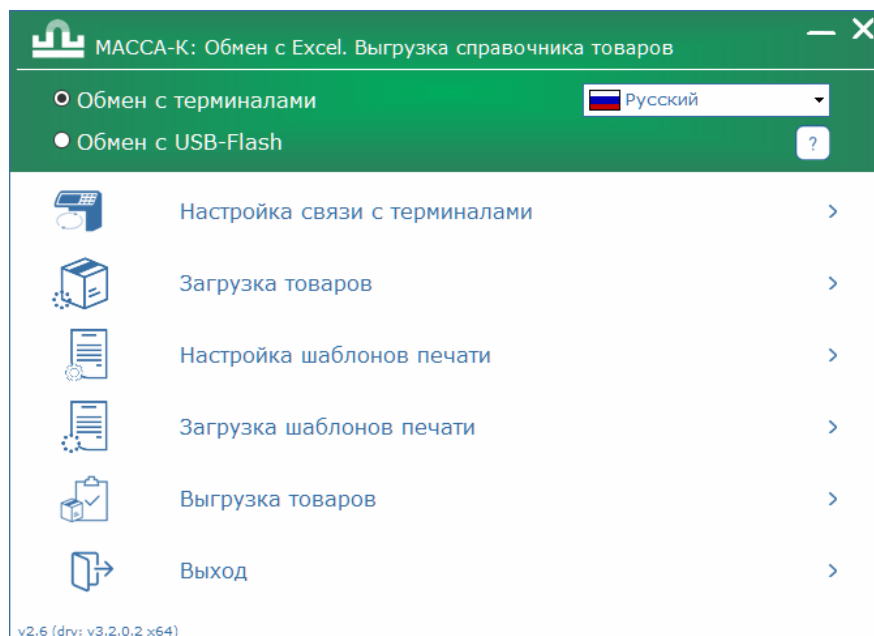 МАССА-К: Обмен с Excel. Выгрузка справочника товаров
Обмен с терминалами
Русский
Обмен с USB-Flash
?
Настройка связи с терминалами
Загрузка товаров
Настройка шаблонов печати
Загрузка шаблонов печати
Выгрузка товаров
Выход
v2.6 (drv: v3.2.0.2 x64)